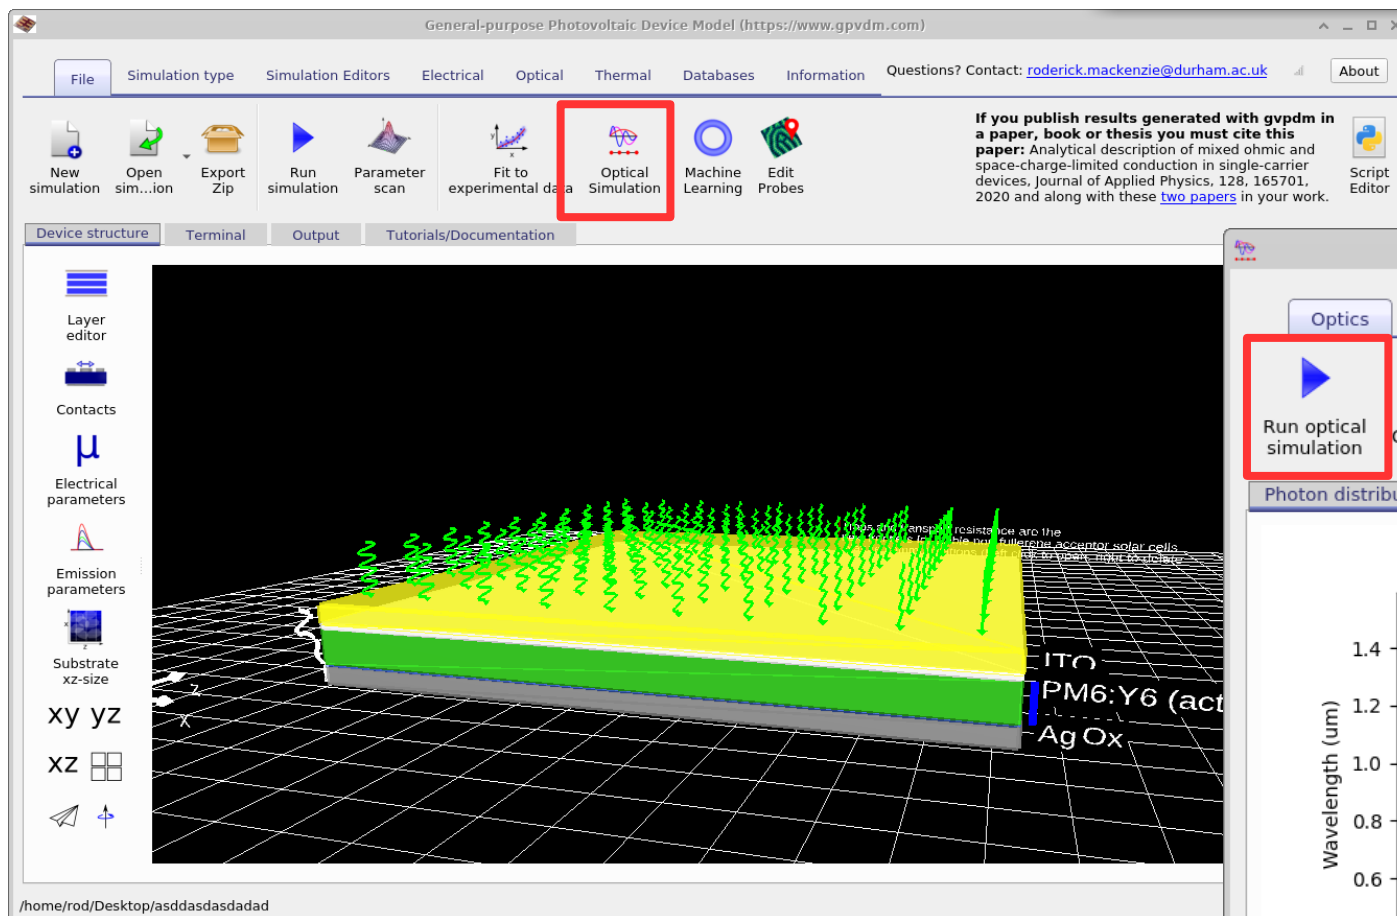 General-purpose Photovoltaic Device Model (https://www.gpvdm.com)
File
Simulation type
Simulation Editors
Electrical
Optical
Thermal
Databases
Information
Questions? Contact: roderick.mackenzie@durham.ac.uk
About
New
simulation
Open
sim...ion
Export
Zip
Run
simulation
Parameter
scan
Fit to
experimental data
Optical
Simulation
Machine
Learning
Edit
Probes
If you publish results generated with gvpdm in
a paper, book or thesis you must cite this
paper: Analytical description of mixed ohmic and
space-charge-limited conduction in single-carrier
devices, Journal of Applied Physics, 128, 165701,
2020 and along with these two papers in your work.
Script
Editor
Device structure
Terminal
Output
Tutorials/Documentation
Layer
editor
Contacts
μ
Electrical
parameters
Emission
parameters
Substrate
xz-size
xy yz
xz
resistance are the
fullerene acceptor solar cells
z
x
ITO
PM6:Y6 (act
Ag Ox
Optics
Run optical
simulation
Photon distribu
Wavelength (um)
1.4
1.2
1.0
0.8
0.6
/home/rod/Desktop/asddasdasdadad